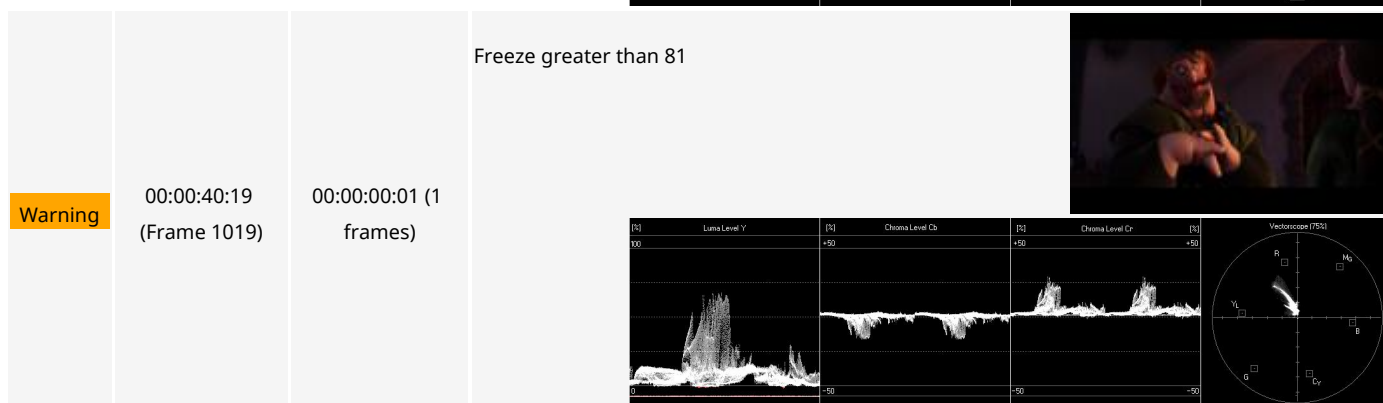 Freeze greater than 81
Warning
00:00:40:19
(Frame 1019)
00:00:00:01 (1
frames)
[%] Luma Level Y
100
0
[%] Chroma Level Cb
+50
-50
[%] Chroma Level Cr [%]
+50 +50
-50 -50
Vectorscope (75%)
R
MG
YL
B
G
CY